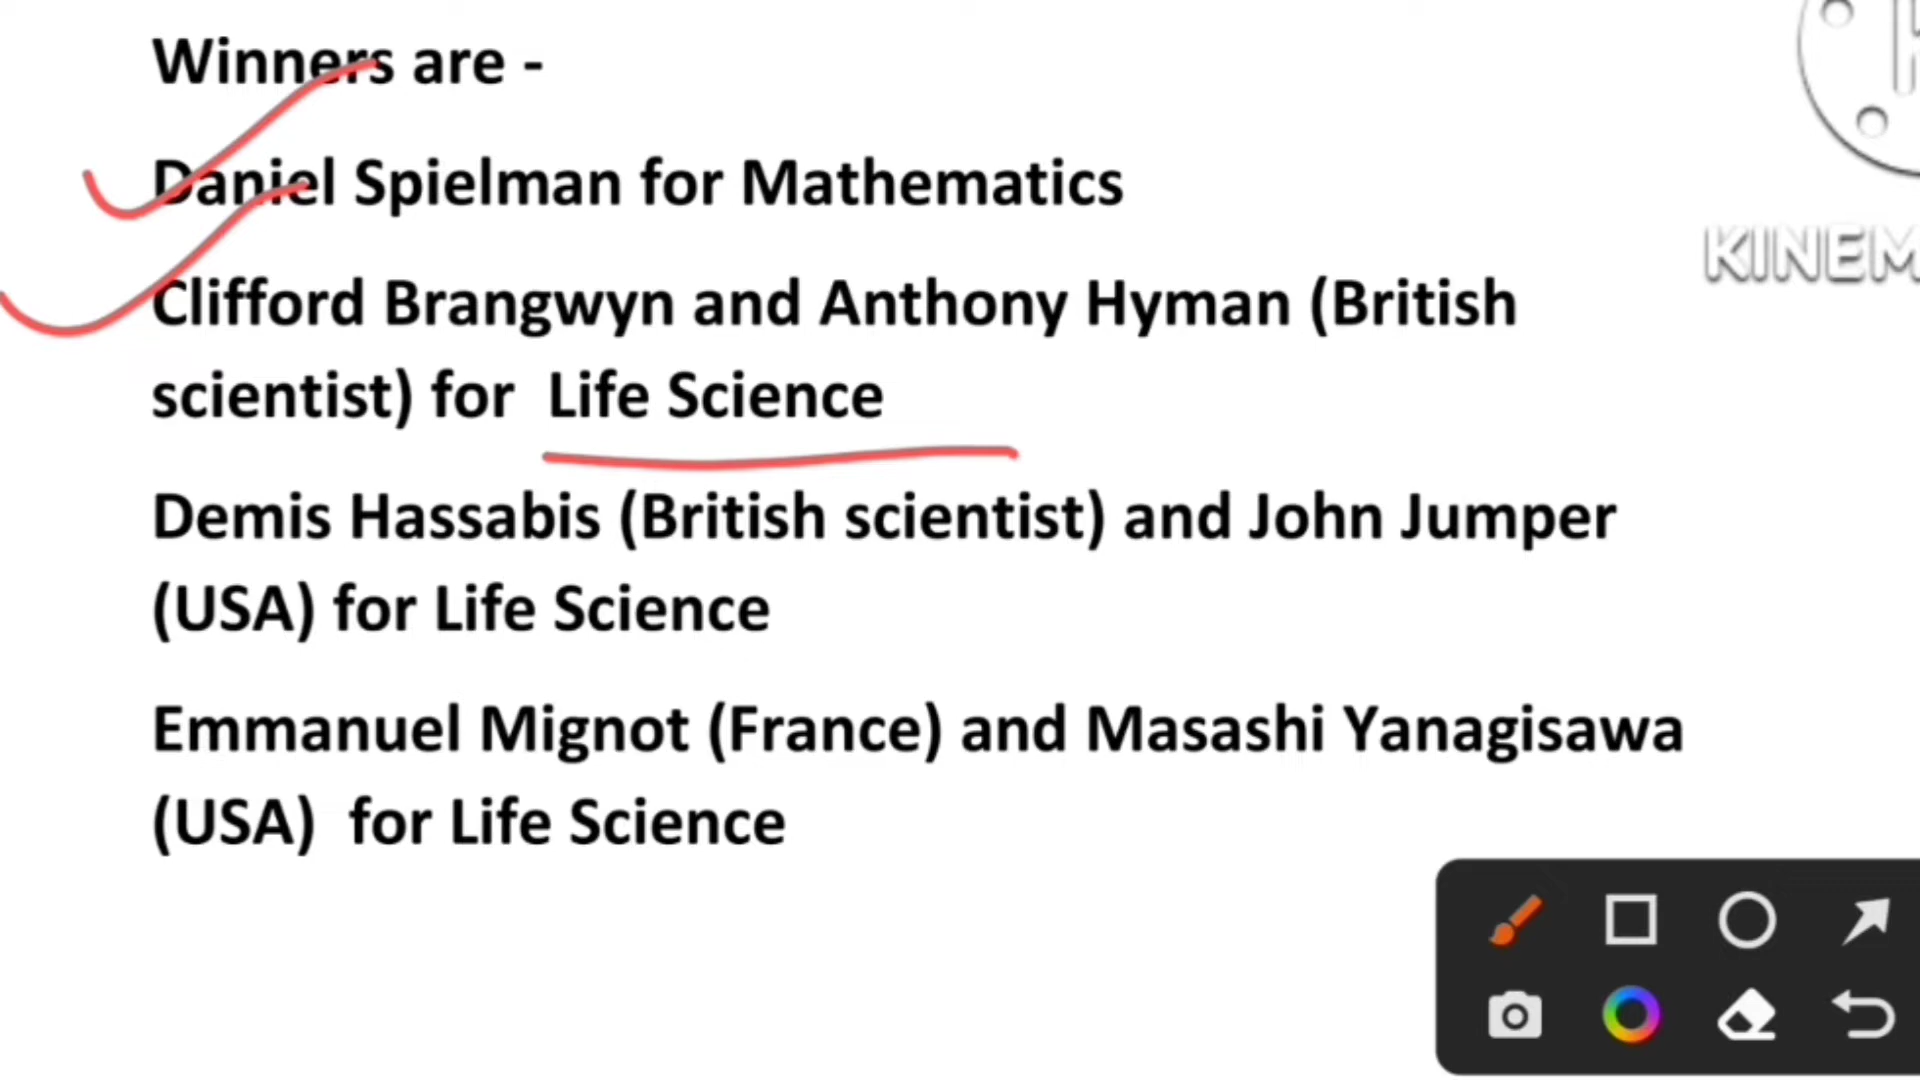 Winners are -
Daniel Spielman for Mathematics
Clifford Brangwyn and Anthony Hyman (British
scientist) for Life Science
Demis Hassabis (British scientist) and John Jumper
(USA) for Life Science
Emmanuel Mignot (France) and Masashi Yanagisawa
(USA) for Life Science
KINEM